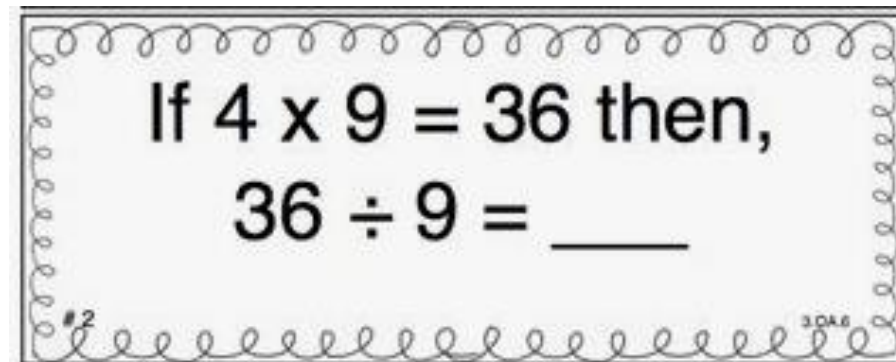 If 4 x 9 = 36 then,
36 ÷ 9 = ____
# 2
3.OA.6